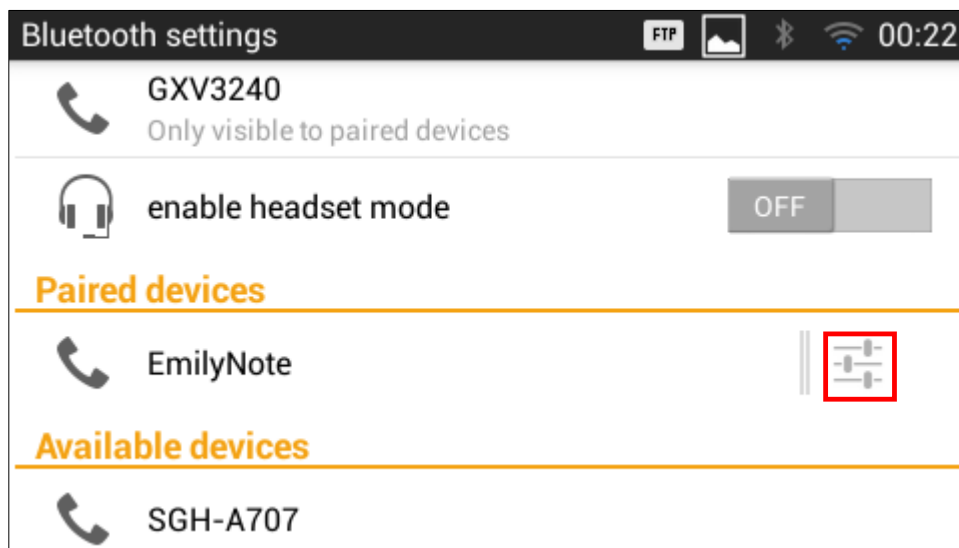 Bluetooth settings FTP 00:22
GXV3240
Only visible to paired devices
enable headset mode OFF
Paired devices
EmilyNote
Available devices
SGH-A707